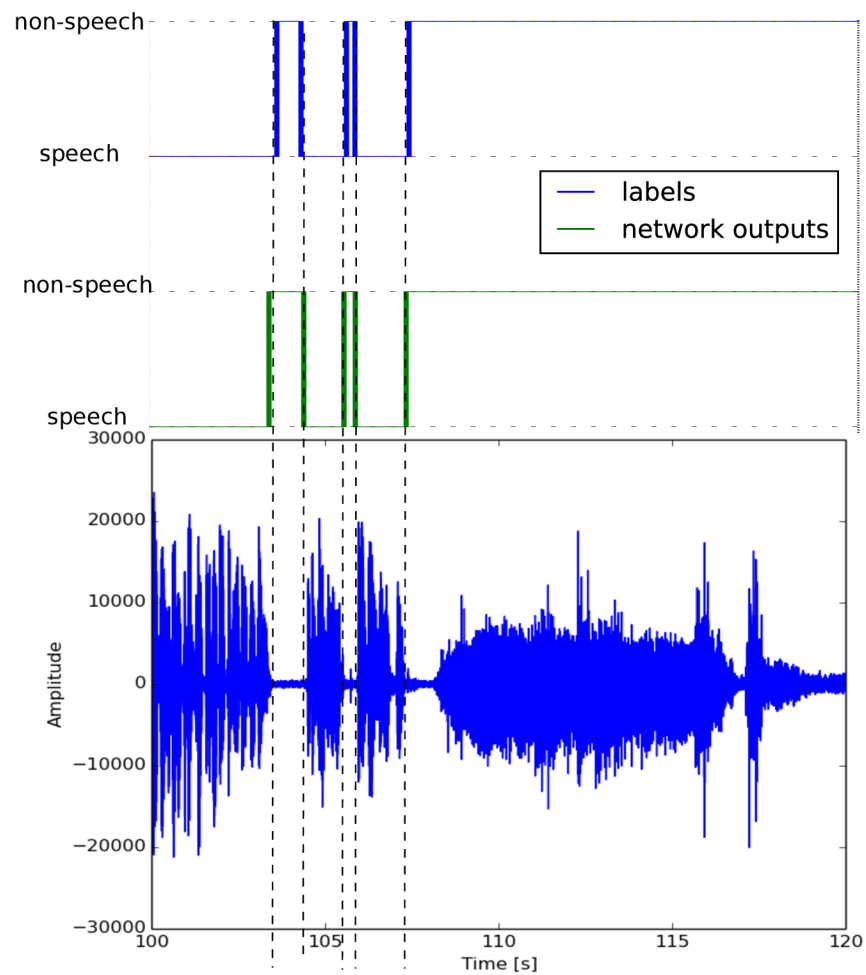 non-speech
speech
labels
network outputs
non-speech
speech
30000
20000
10000
0
−10000
−20000
−30000
Amplitude
100
105
110
115
120
Time [s]